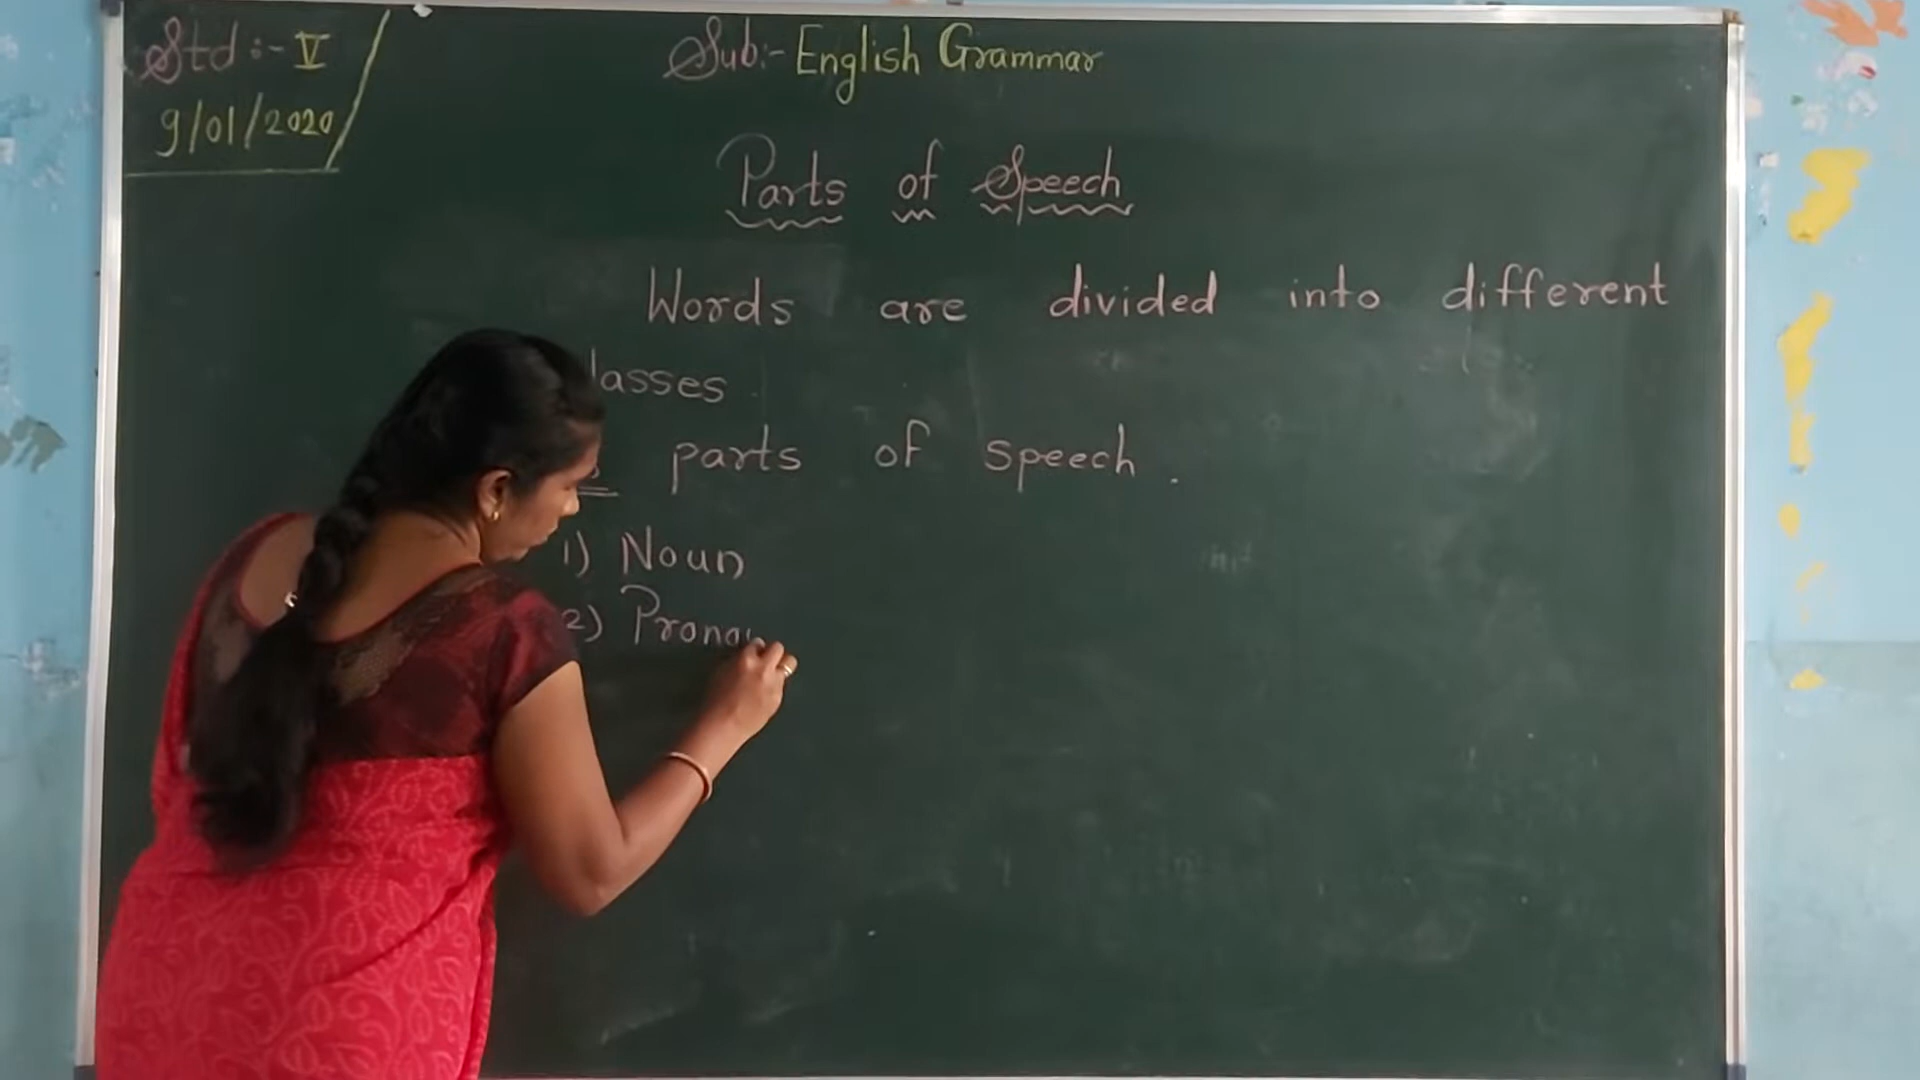 Std :- V
9/01/2020
Sub:- English Grammar
Parts of Speech
Words are divided into different
lasses
parts of speech.
1) Noun
2) Pronou